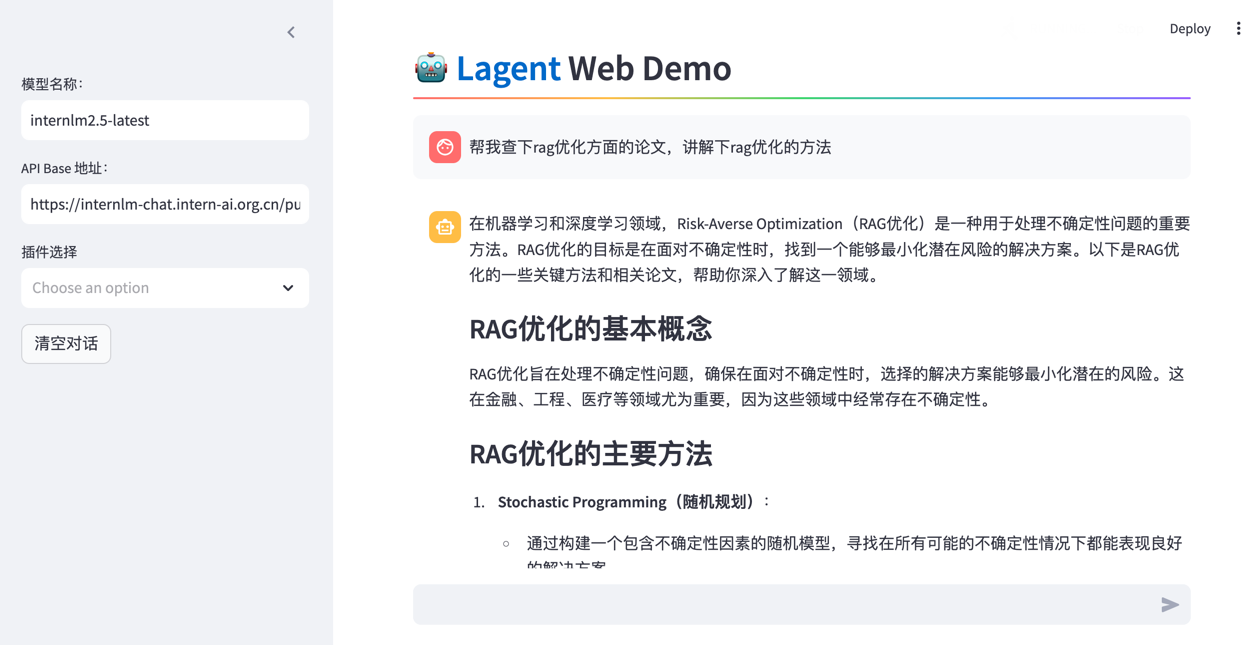 Deploy
模型名称：
internlm2.5-latest
API Base 地址：
https://internlm-chat.intern-ai.org.cn/pu
插件选择
Choose an option
清空对话
Lagent Web Demo
帮我查下rag优化方面的论文，讲解下rag优化的方法
在机器学习和深度学习领域，Risk-Averse Optimization（RAG优化）是一种用于处理不确定性问题的重要
方法。RAG优化的目标是在面对不确定性时，找到一个能够最小化潜在风险的解决方案。以下是RAG优
化的一些关键方法和相关论文，帮助你深入了解这一领域。
RAG优化的基本概念
RAG优化旨在处理不确定性问题，确保在面对不确定性时，选择的解决方案能够最小化潜在的风险。这
在金融、工程、医疗等领域尤为重要，因为这些领域中经常存在不确定性。
RAG优化的主要方法
1. Stochastic Programming（随机规划）：
○ 通过构建一个包含不确定性因素的随机模型，寻找在所有可能的不确定性情况下都能表现良好
的解决方案